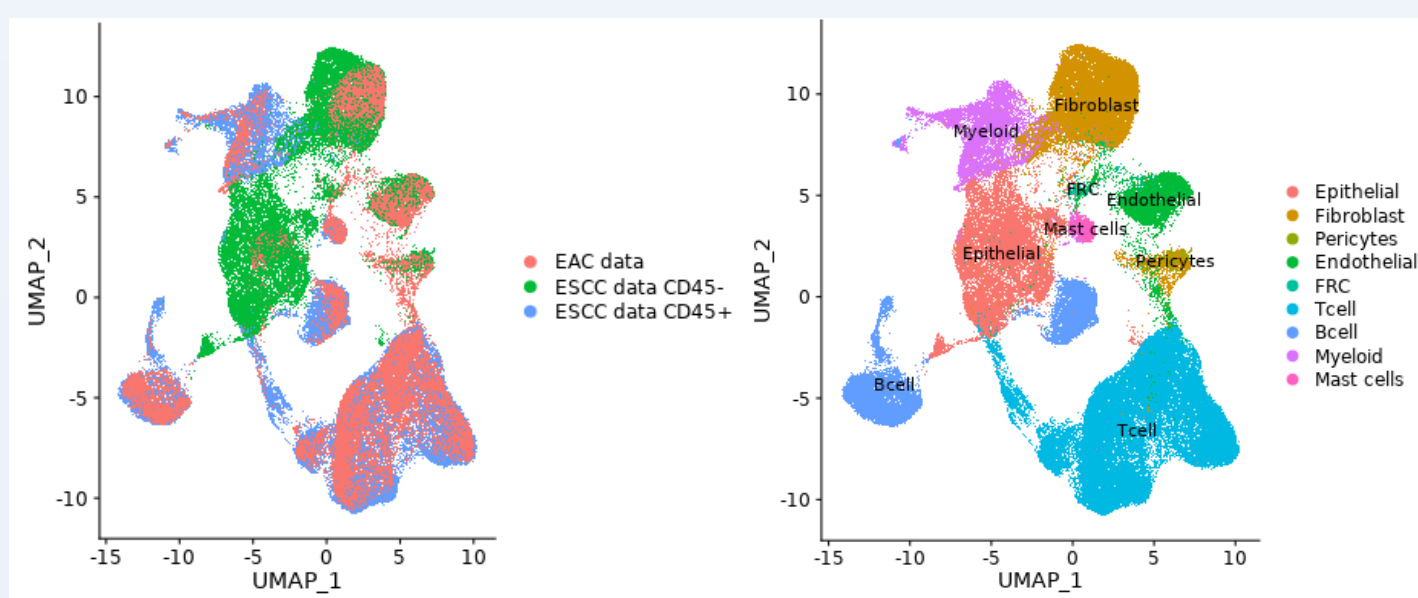 UMAP_2
10
5
0
-5
-10
-15
-10
-5
0
5
10
UMAP_1
EAC data
ESCC data CD45-
ESCC data CD45+
UMAP_2
10
5
0
-5
-10
-15
-10
-5
0
5
10
UMAP_1
Fibroblast
Myeloid
FRC
Endothelial
Mast cells
Epithelial
Pericytes
Bcell
Tcell
Epithelial
Fibroblast
Pericytes
Endothelial
FRC
Tcell
Bcell
Myeloid
Mast cells